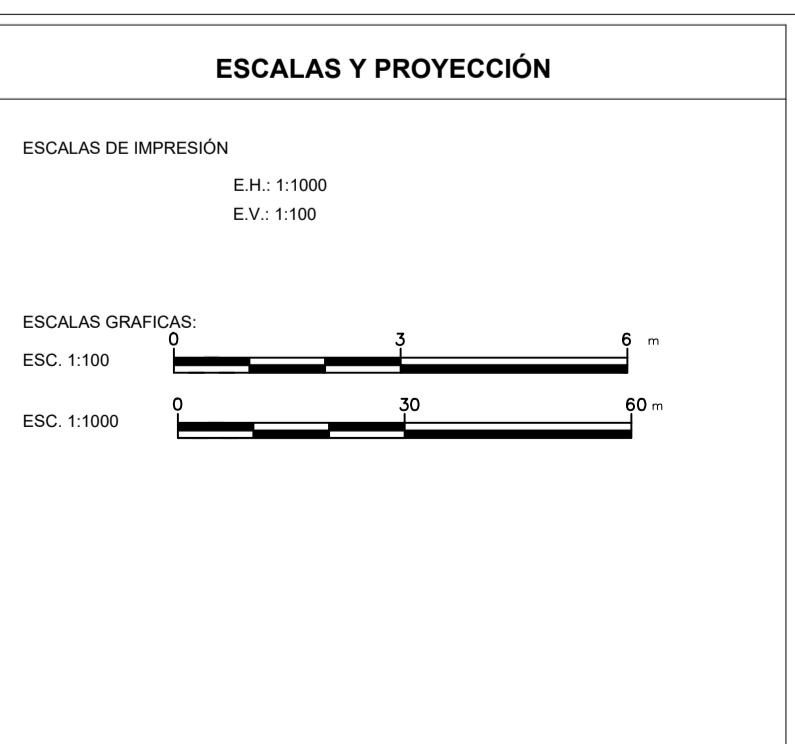 ESCALAS Y PROYECCIÓN
ESCALAS DE IMPRESIÓN
E.H.: 1:1000
E.V.: 1:100
ESCALAS GRAFICAS:
0 3 6 m
ESC. 1:100
0 30 60 m
ESC. 1:1000